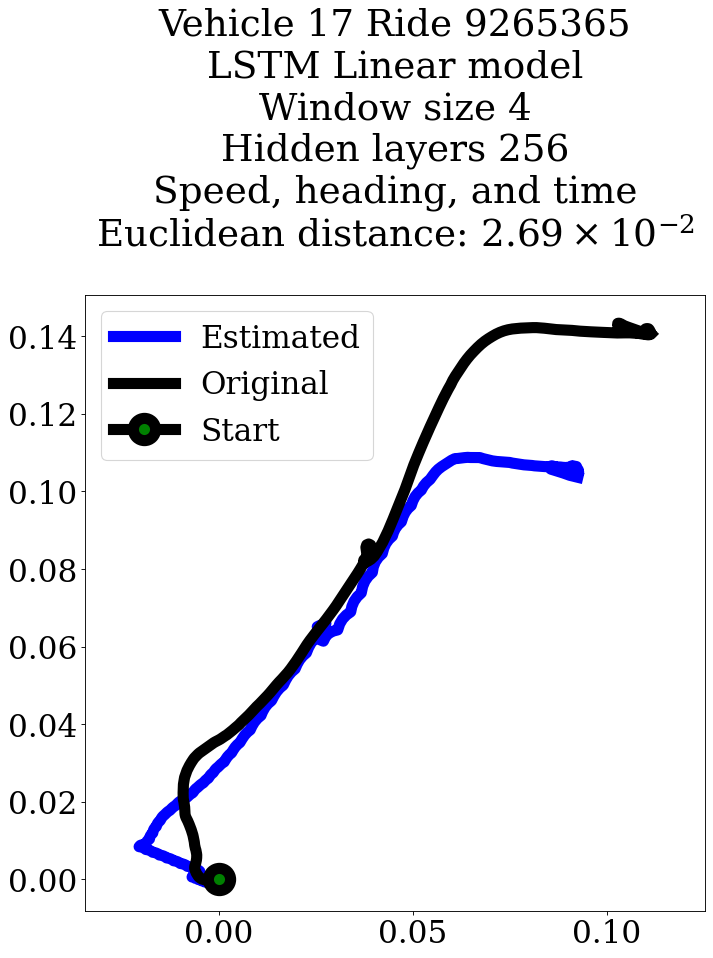 Vehicle 17 Ride 9265365
LSTM Linear model
Window size 4
Hidden layers 256
Speed, heading, and time
Euclidean distance: 2.69 × 10⁻²
Estimated
Original
Start
0.14
0.12
0.10
0.08
0.06
0.04
0.02
0.00
0.00 0.05 0.10